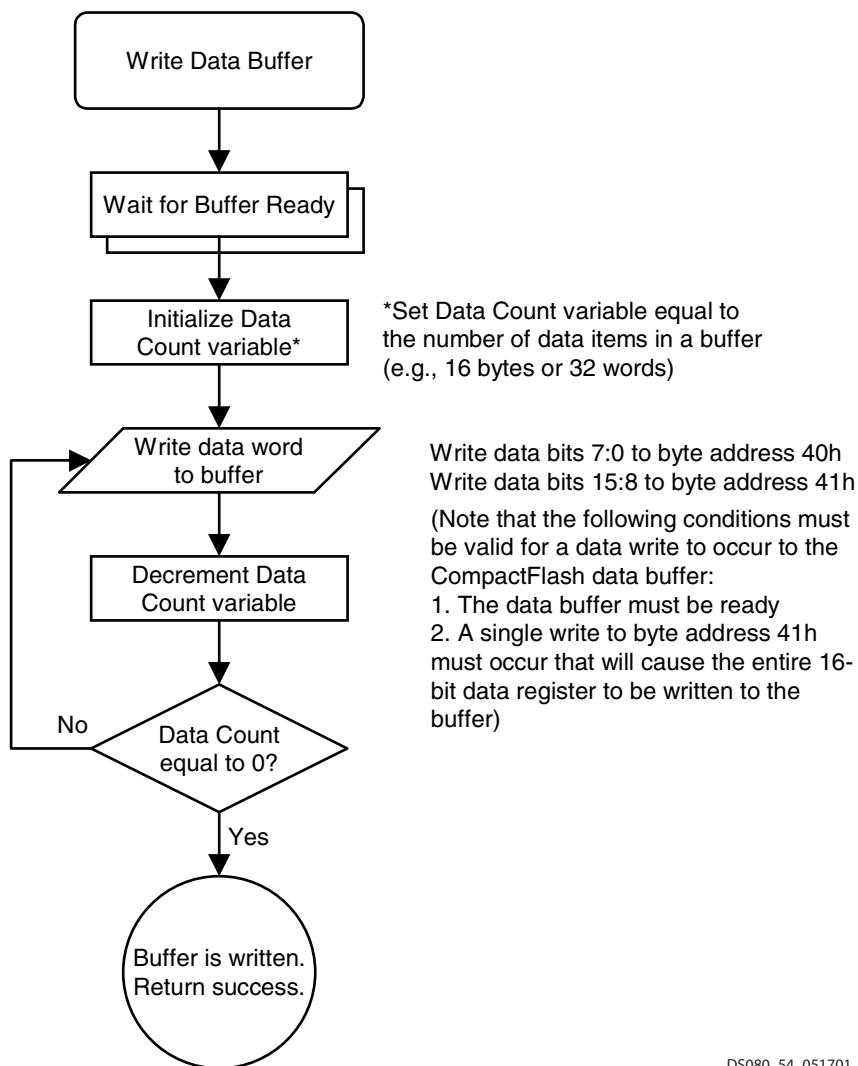 Write Data Buffer
Wait for Buffer Ready
Initialize Data
Count variable*
*Set Data Count variable equal to
the number of data items in a buffer
(e.g., 16 bytes or 32 words)
Write data word
to buffer
Write data bits 7:0 to byte address 40h
Write data bits 15:8 to byte address 41h
(Note that the following conditions must
be valid for a data write to occur to the
CompactFlash data buffer:
1. The data buffer must be ready
2. A single write to byte address 41h
must occur that will cause the entire 16-
bit data register to be written to the
buffer)
Decrement Data
Count variable
No
Data Count
equal to 0?
Yes
Buffer is written.
Return success.
DS080_54_051701